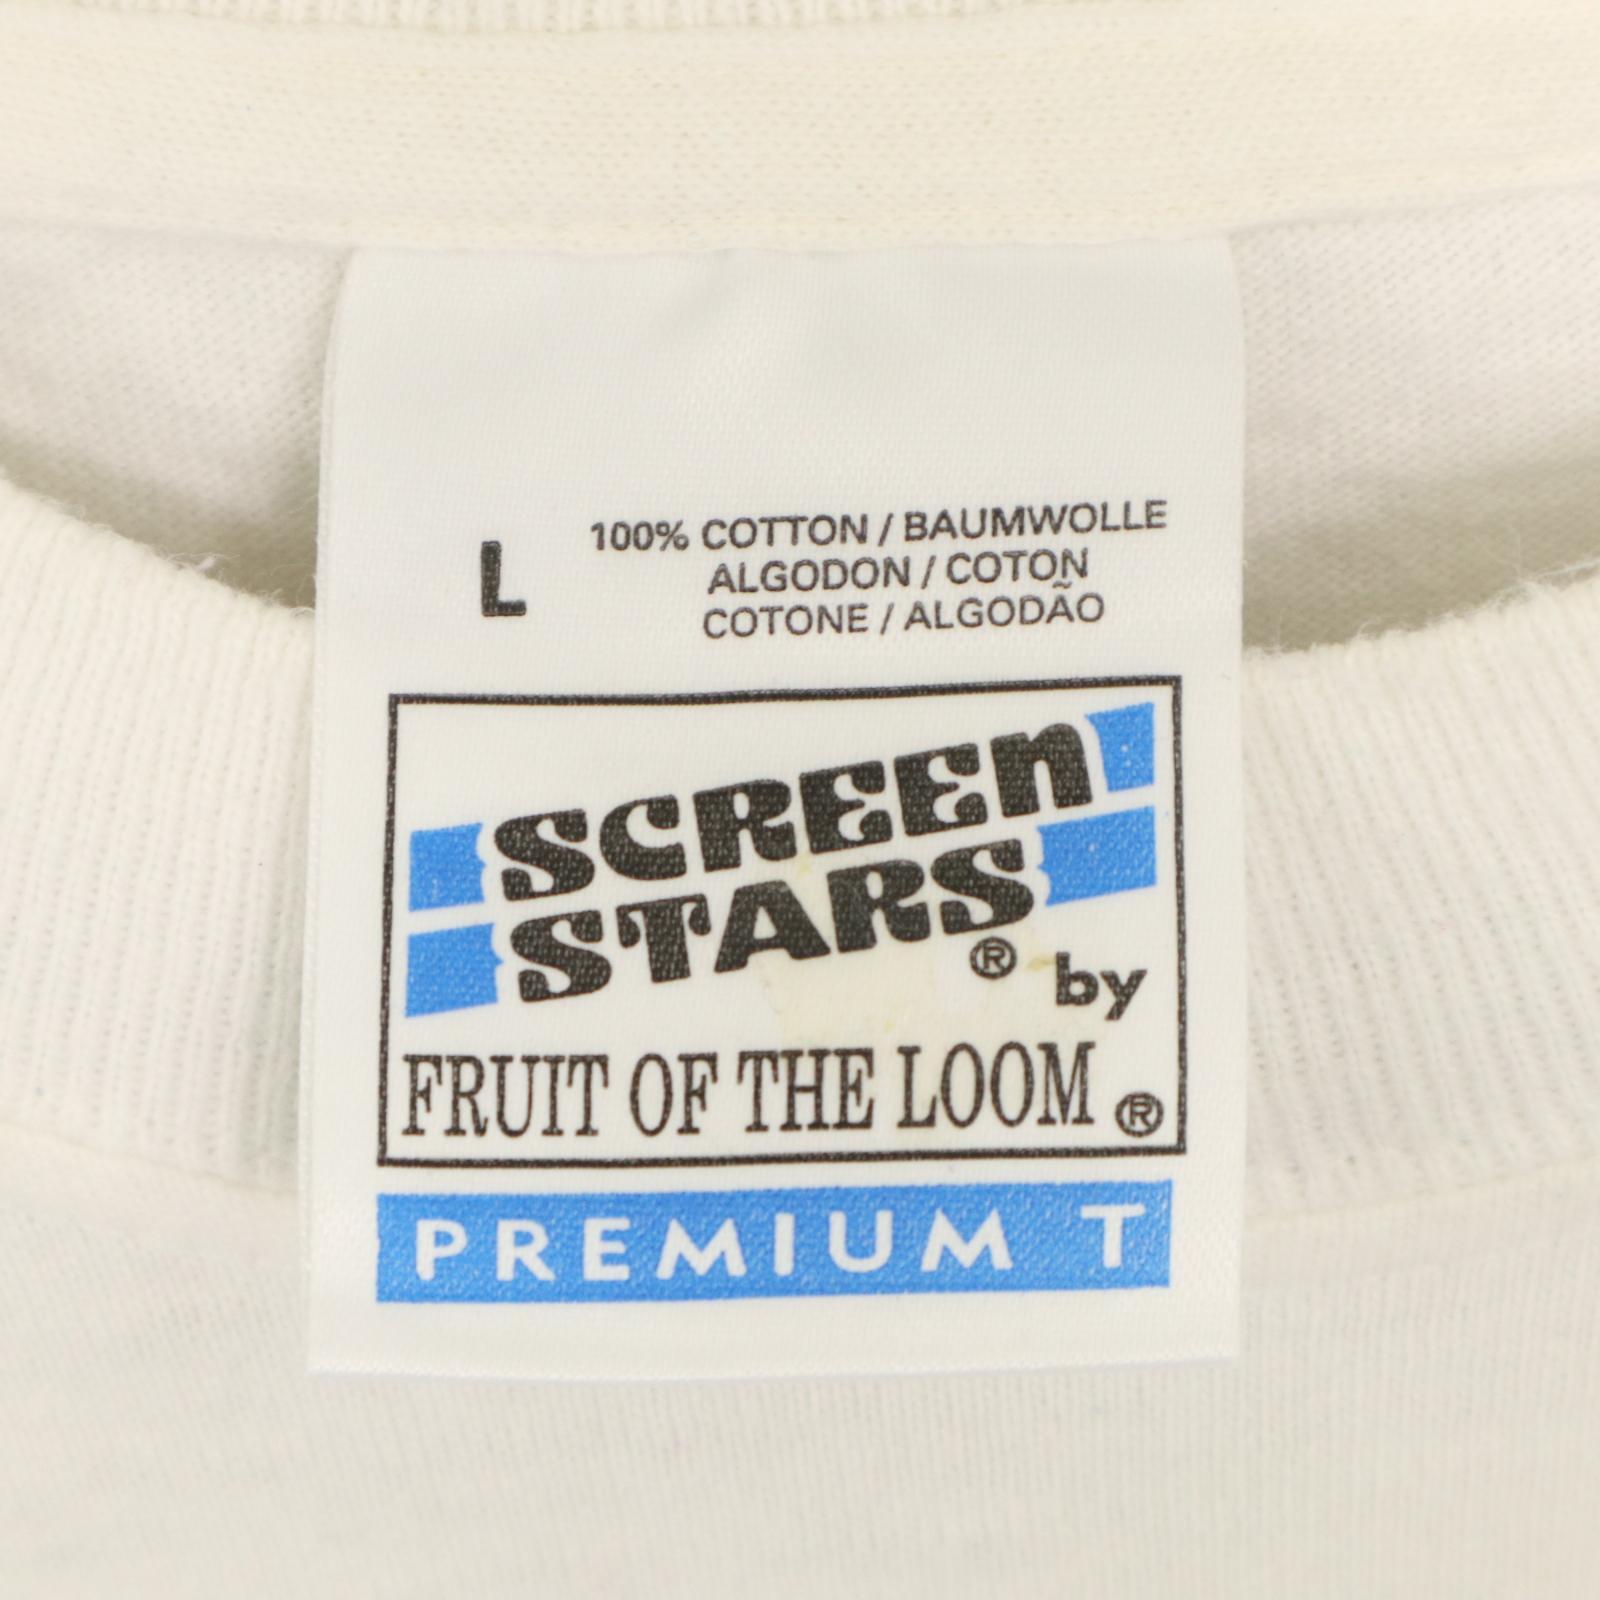 L
100% COTTON / BAUMWOLLE
ALGODON / COTON
COTONE / ALGODÃO
SCREEN
STARS® by
FRUIT OF THE LOOM®
PREMIUM T